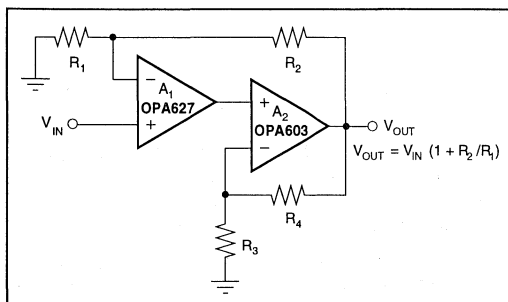 R1
R2
A1
OPA627
−
+
VIN
A2
OPA603
+
−
VOUT
VOUT = VIN (1 + R2/R1)
R4
R3